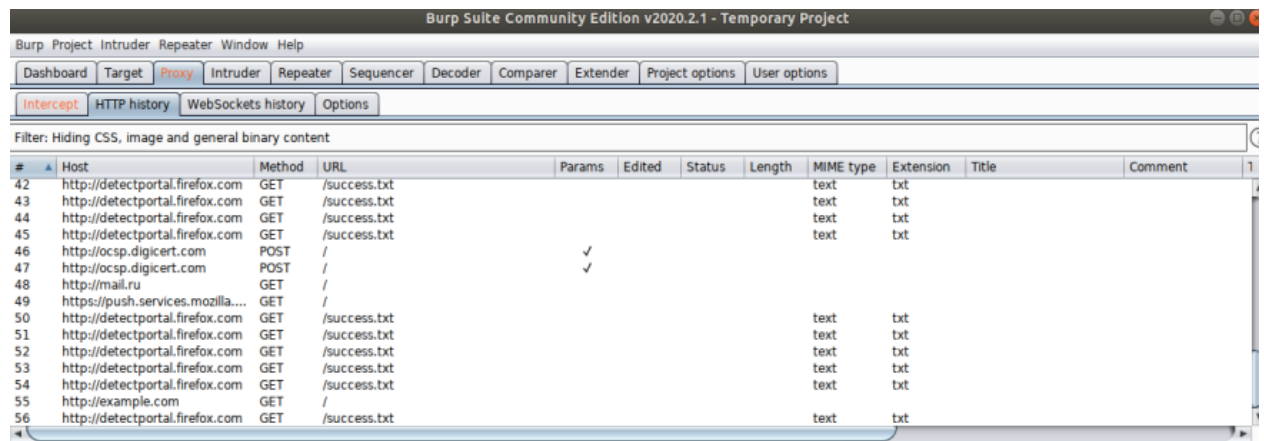 Burp Suite Community Edition v2020.2.1 - Temporary Project
Burp Project Intruder Repeater Window Help
Dashboard Target Proxy Intruder Repeater Sequencer Decoder Comparer Extender Project options User options
Intercept HTTP history WebSockets history Options
Filter: Hiding CSS, image and general binary content
# Host Method URL Params Edited Status Length MIME type Extension Title Comment
42 http://detectportal.firefox.com GET /success.txt text txt
43 http://detectportal.firefox.com GET /success.txt text txt
44 http://detectportal.firefox.com GET /success.txt text txt
45 http://detectportal.firefox.com GET /success.txt text txt
46 http://ocsp.digicert.com POST / ✓
47 http://ocsp.digicert.com POST / ✓
48 http://mail.ru GET /
49 https://push.services.mozilla.... GET /
50 http://detectportal.firefox.com GET /success.txt text txt
51 http://detectportal.firefox.com GET /success.txt text txt
52 http://detectportal.firefox.com GET /success.txt text txt
53 http://detectportal.firefox.com GET /success.txt text txt
54 http://detectportal.firefox.com GET /success.txt text txt
55 http://example.com GET /
56 http://detectportal.firefox.com GET /success.txt text txt